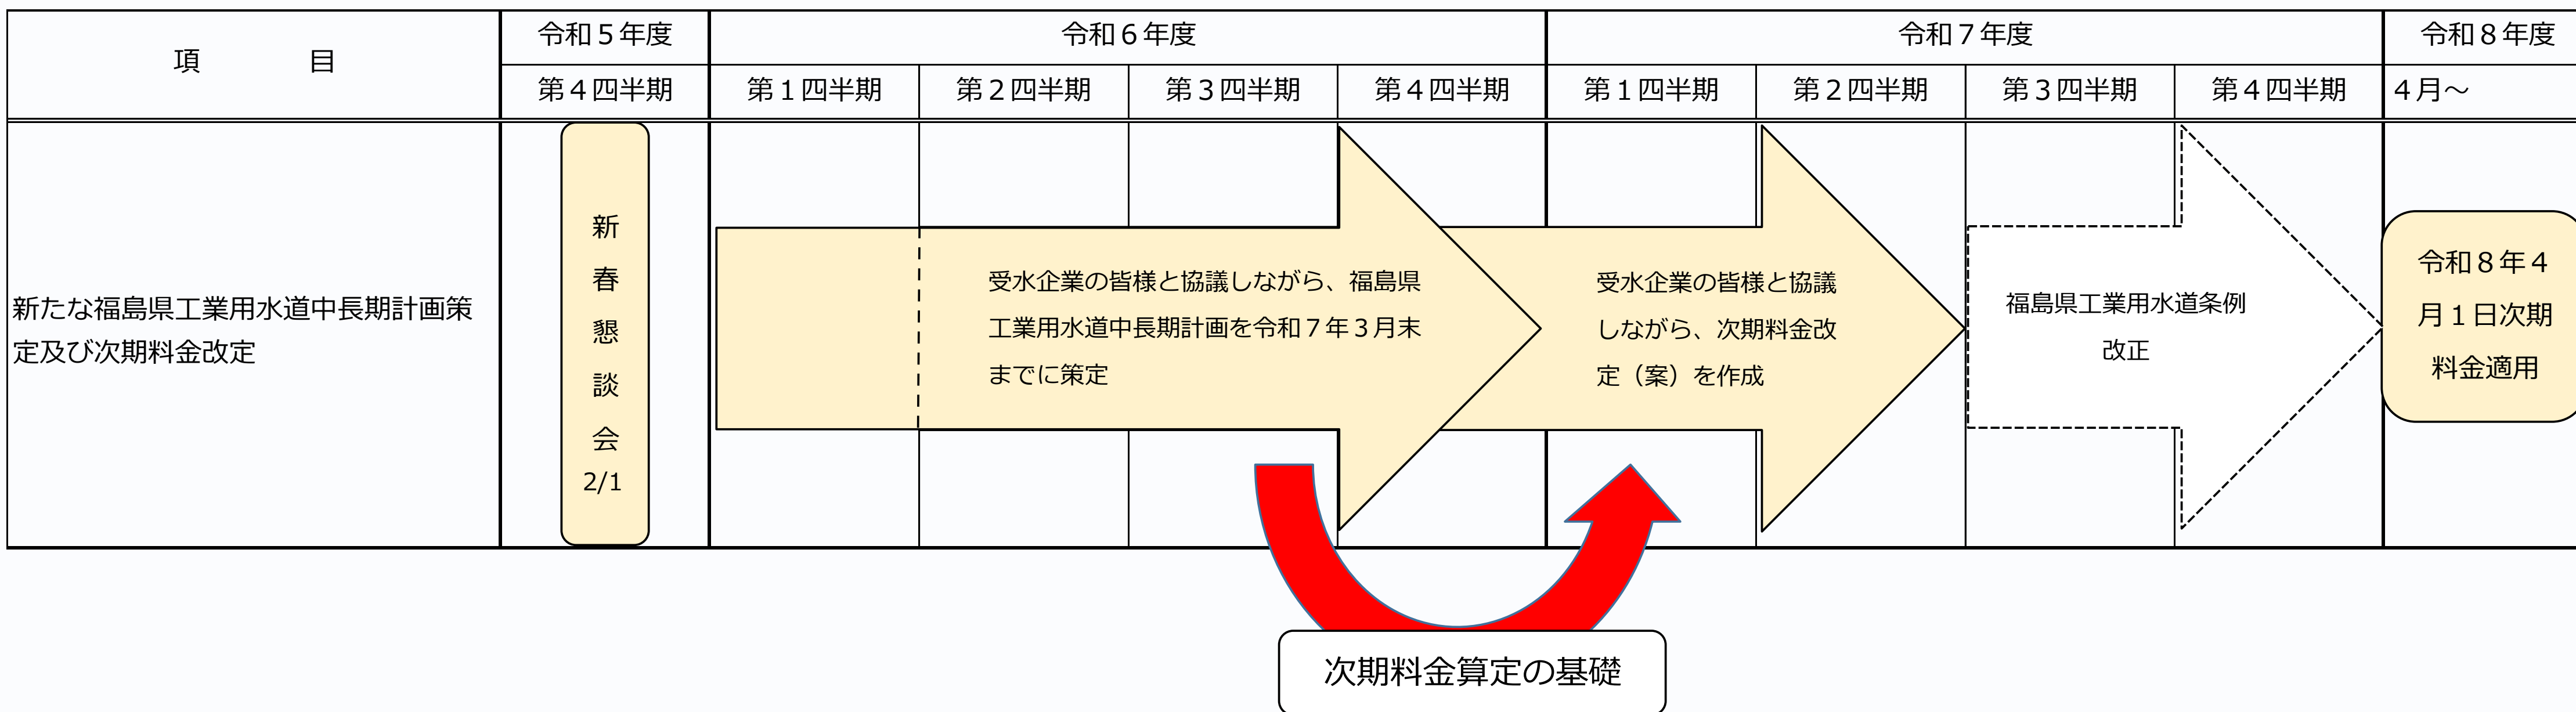 項　目
令和５年度
令和６年度
令和７年度
令和８年度
第４四半期
第１四半期
第２四半期
第３四半期
第４四半期
第１四半期
第２四半期
第３四半期
第４四半期
４月～
新たな福島県工業用水道中長期計画策
定及び次期料金改定
新
春
懇
談
会
2/1
受水企業の皆様と協議しながら、福島県
工業用水道中長期計画を令和７年３月末
までに策定
受水企業の皆様と協議
しながら、次期料金改
定（案）を作成
福島県工業用水道条例
改正
令和８年４
月１日次期
料金適用
次期料金算定の基礎